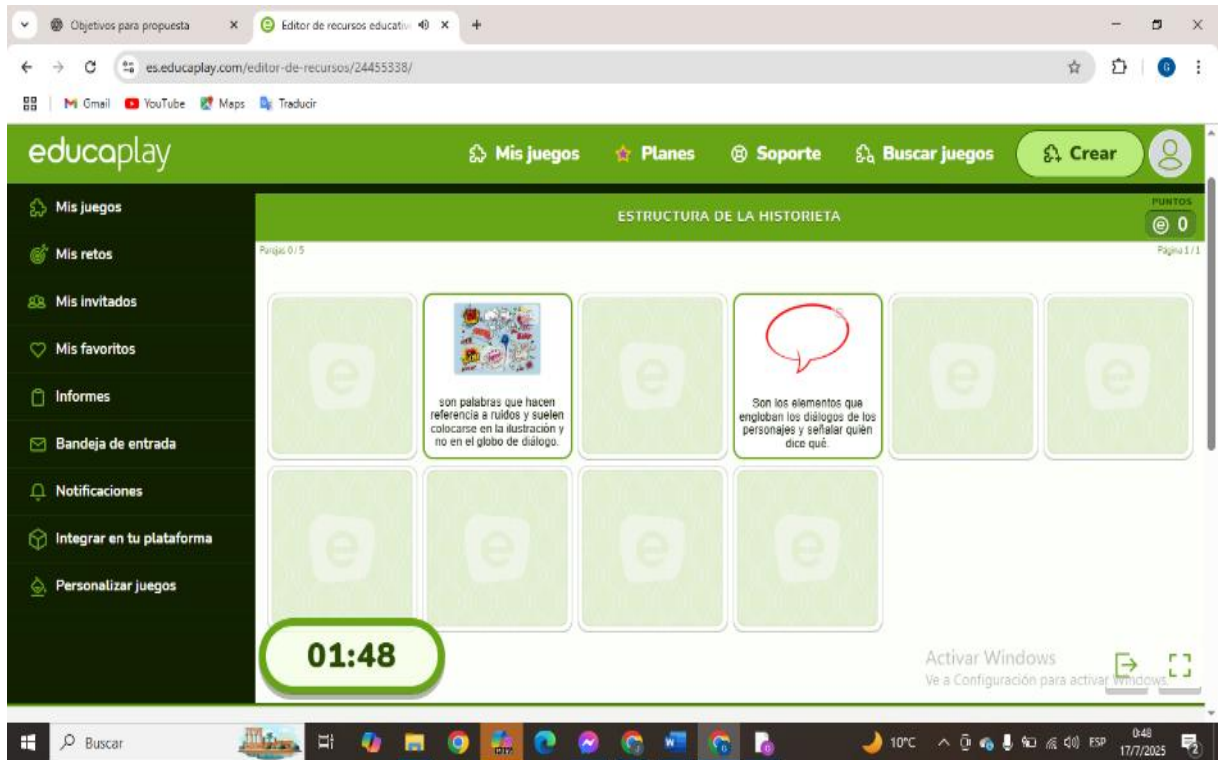 Objetivos para propuesta
Editor de recursos educativ
es.educaplay.com/editor-de-recursos/24455338/
Gmail
YouTube
Maps
Traducir
educaplay
Mis juegos
Planes
Soporte
Buscar juegos
Crear
Mis juegos
Mis retos
Mis invitados
Mis favoritos
Informes
Bandeja de entrada
Notificaciones
Integrar en tu plataforma
Personalizar juegos
ESTRUCTURA DE LA HISTORIETA
PUNTOS
0
Parejas 0 / 5
Página 1 / 1
son palabras que hacen
referencia a ruidos y suelen
colocarse en la ilustración y
no en el globo de diálogo.
Son los elementos que
engloban los diálogos de los
personajes y señalar quién
dice qué.
01:48
Activar Windows
Ve a Configuración para activar Windows.
Buscar
10°C
ESP
0:48
17/7/2025